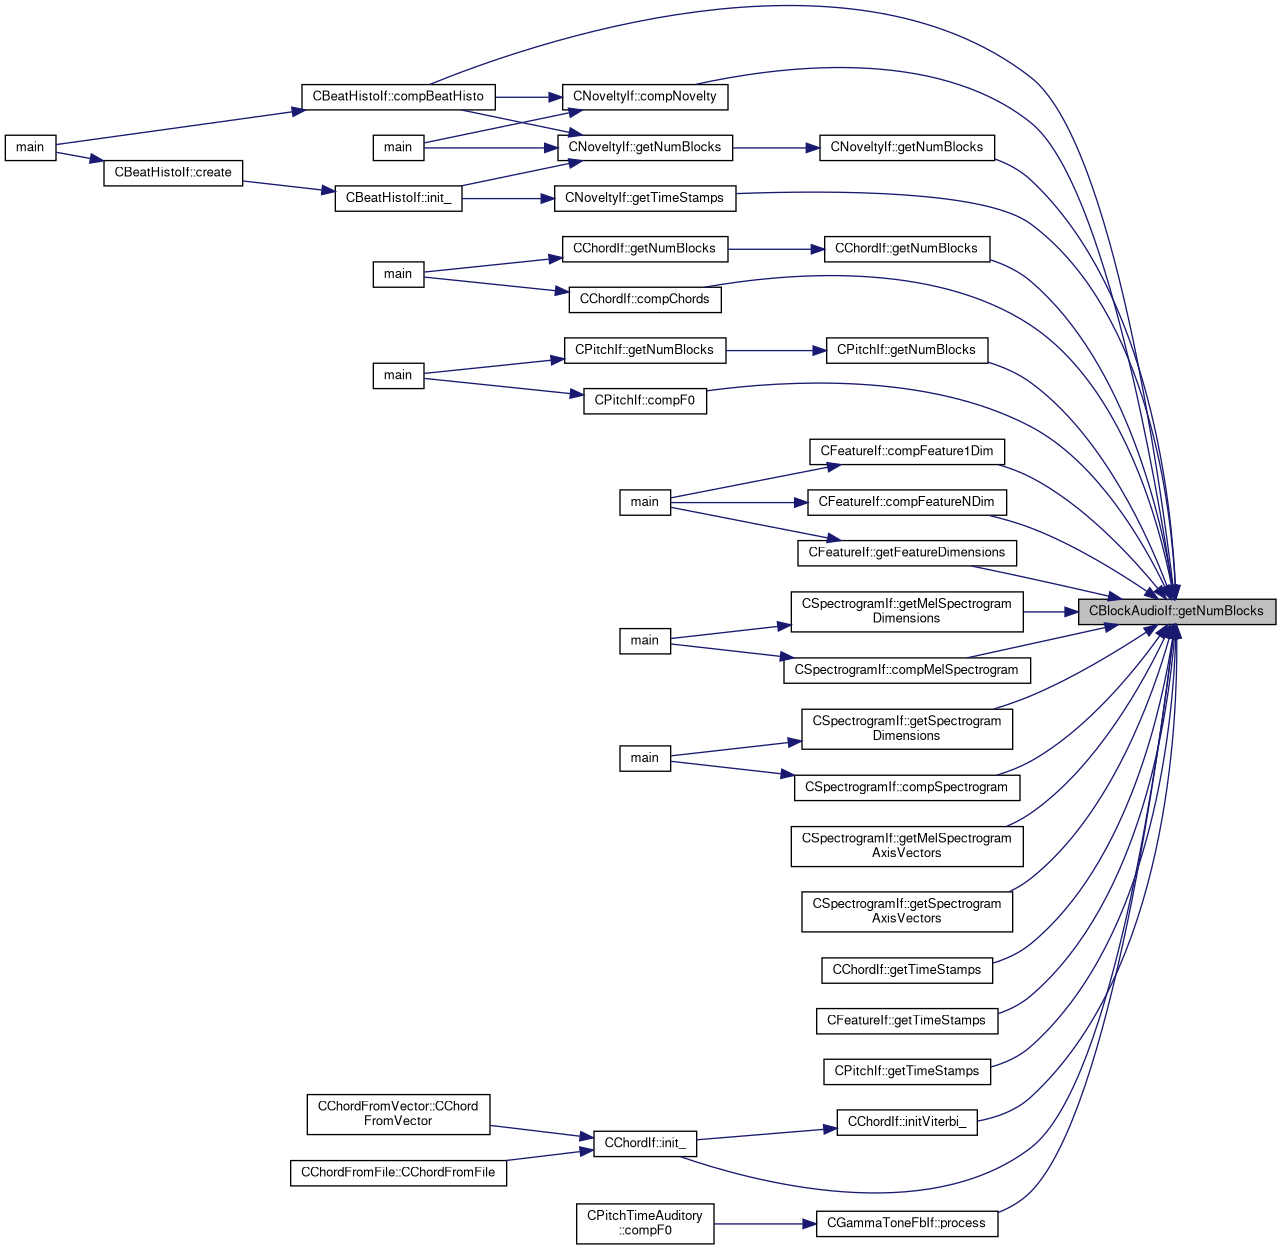 CBeatHistoIf::compBeatHisto
CNoveltyIf::compNovelty
main
main
CNoveltyIf::getNumBlocks
CNoveltyIf::getNumBlocks
CBeatHistoIf::create
CBeatHistoIf::init_
CNoveltyIf::getTimeStamps
CChordIf::getNumBlocks
CChordIf::getNumBlocks
main
CChordIf::compChords
CPitchIf::getNumBlocks
CPitchIf::getNumBlocks
main
CPitchIf::compF0
CFeatureIf::compFeature1Dim
main
CFeatureIf::compFeatureNDim
CFeatureIf::getFeatureDimensions
CBlockAudioIf::getNumBlocks
CSpectrogramIf::getMelSpectrogram
Dimensions
main
CSpectrogramIf::compMelSpectrogram
CSpectrogramIf::getSpectrogram
Dimensions
main
CSpectrogramIf::compSpectrogram
CSpectrogramIf::getMelSpectrogram
AxisVectors
CSpectrogramIf::getSpectrogram
AxisVectors
CChordIf::getTimeStamps
CFeatureIf::getTimeStamps
CPitchIf::getTimeStamps
CChordFromVector::CChord
FromVector
CChordIf::initViterbi_
CChordIf::init_
CChordFromFile::CChordFromFile
CPitchTimeAuditory
::compF0
CGammaToneFbIf::process